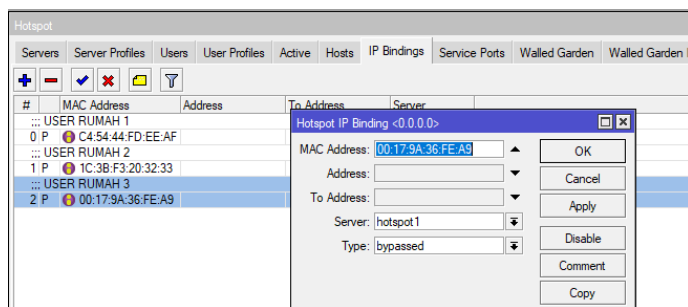 Hotspot
Servers Server Profiles Users User Profiles Active Hosts IP Bindings Service Ports Walled Garden Walled Garden
# MAC Address Address To Address Server
::: USER RUMAH 1
0 P C4:54:44:FD:EE:AF
::: USER RUMAH 2
1 P 1C:3B:F3:20:32:33
::: USER RUMAH 3
2 P 00:17:9A:36:FE:A9
Hotspot IP Binding <0.0.0.0>
MAC Address: 00:17:9A:36:FE:A9
Address:
To Address:
Server: hotspot1
Type: bypassed
OK
Cancel
Apply
Disable
Comment
Copy